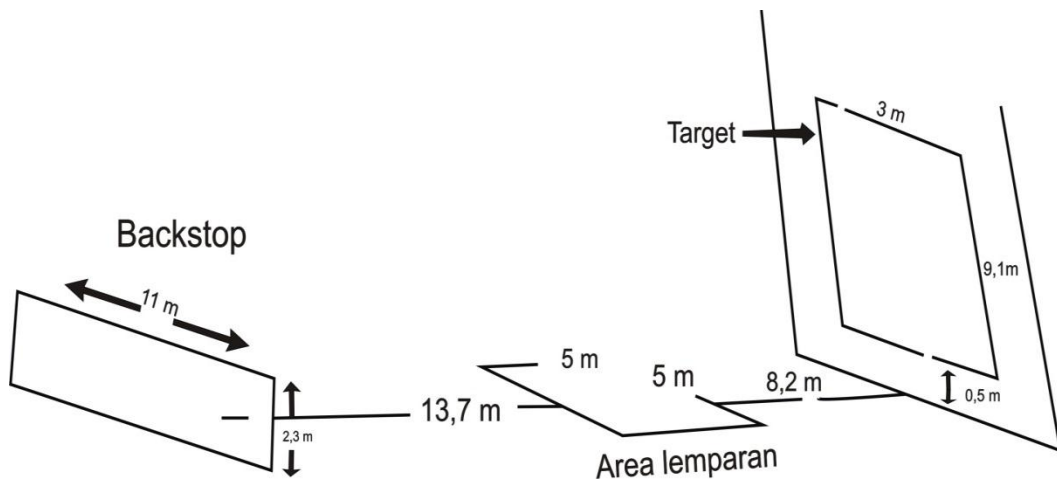 3 m
Target
Backstop
11 m
9,1m
5 m
5 m
8,2 m
0,5 m
13,7 m
2,3 m
Area lemparan